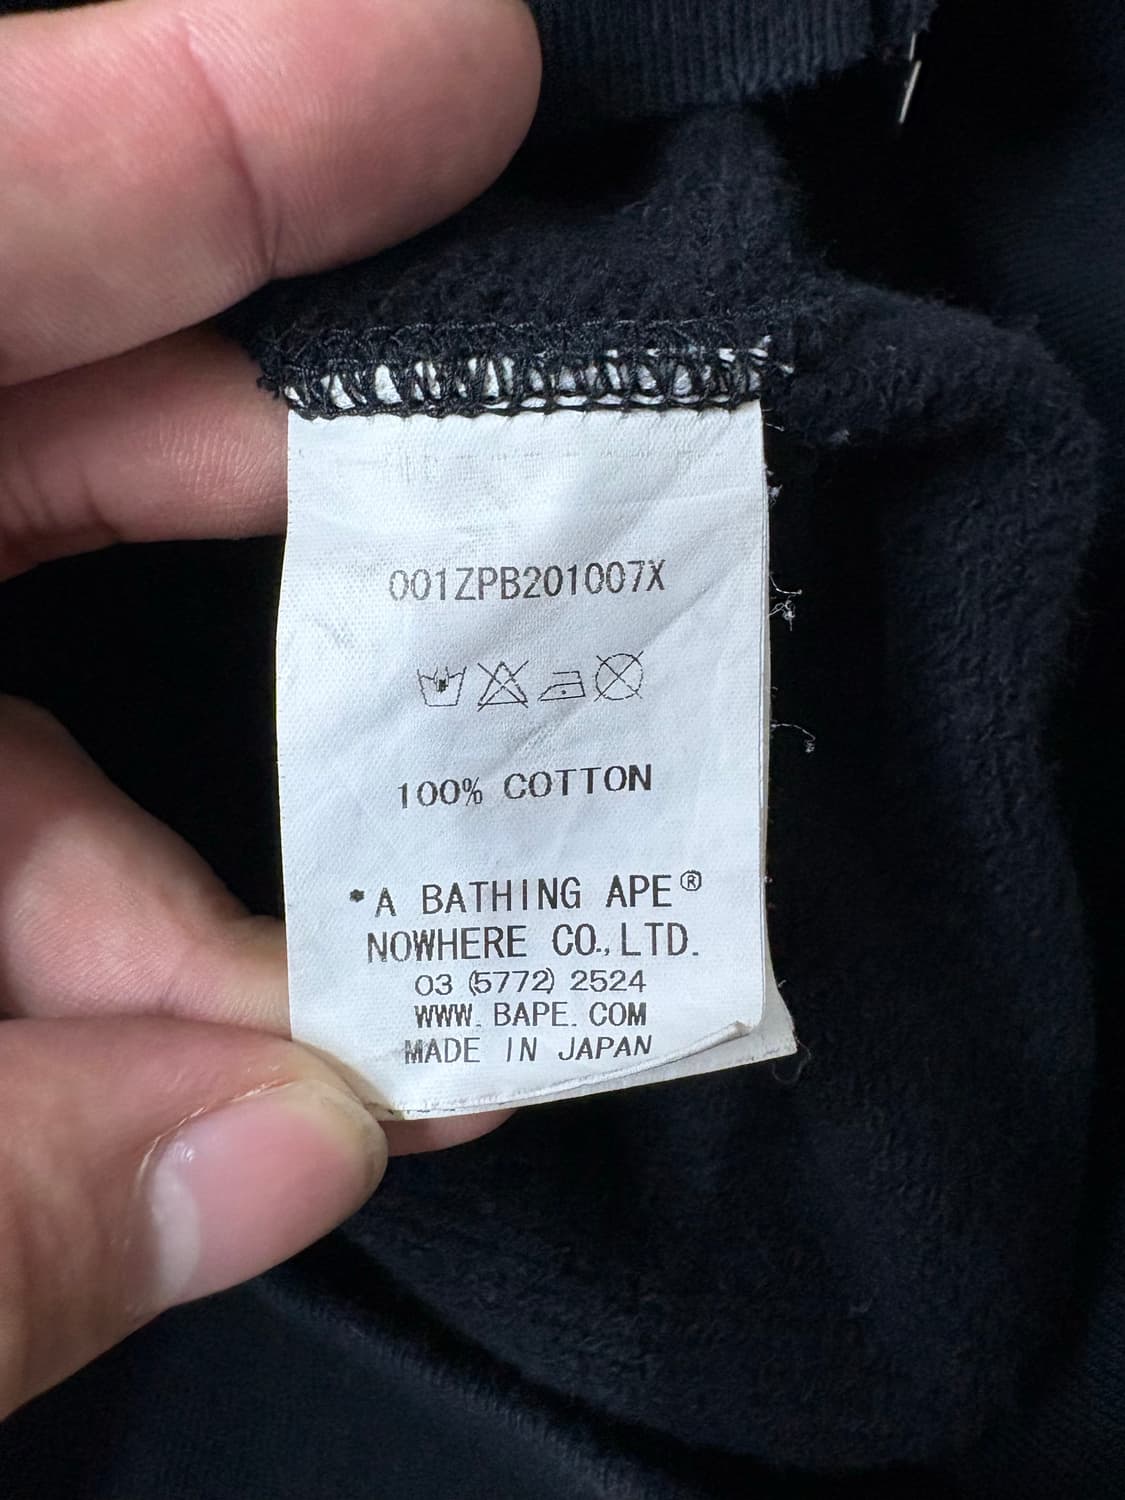 001ZPB201007X
100% COTTON
*A BATHING APE®
NOWHERE CO., LTD.
03 (5772) 2524
WWW. BAPE. COM
MADE IN JAPAN